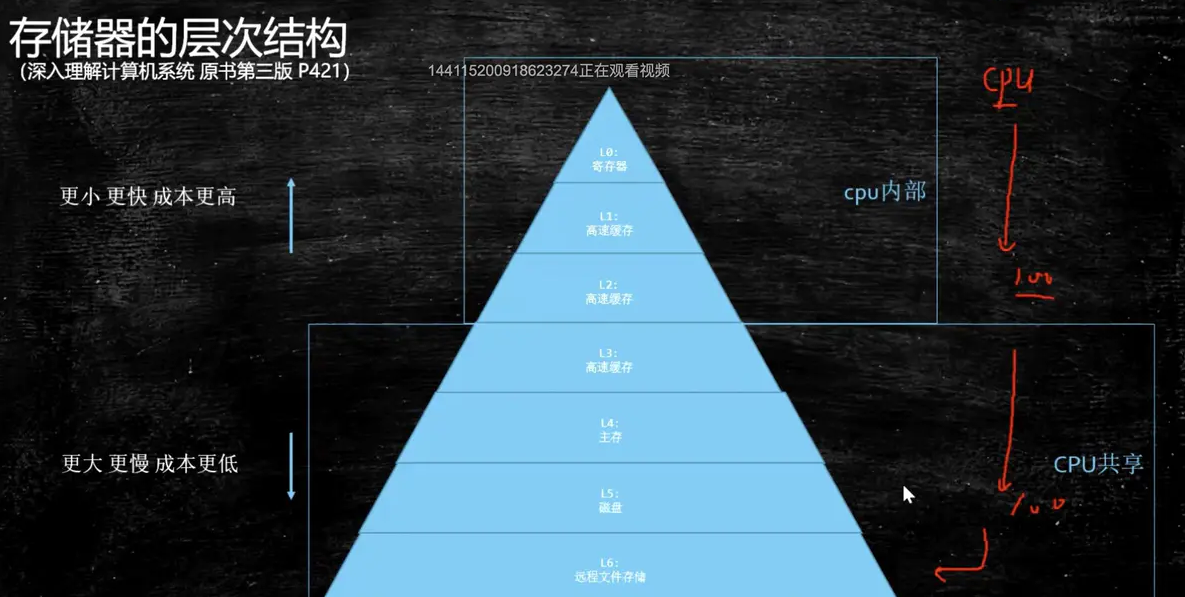 存储器的层次结构
(深入理解计算机系统 原书第三版 P421)
144115200918623274正在观看视频
CPU
L0:
寄存器
更小 更快 成本更高
cpu内部
L1:
高速缓存
100
L2:
高速缓存
L3:
高速缓存
L4:
主存
更大 更慢 成本更低
CPU共享
L5:
磁盘
100
L6:
远程文件存储